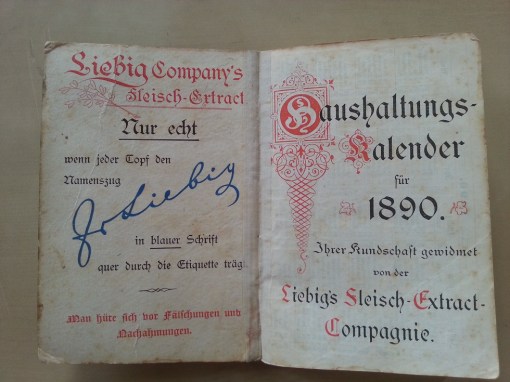 Liebig Company's
Fleisch-Extract
Nur echt
wenn jeder Topf den
Namenszug
Jv Liebig
in blauer Schrift
quer durch die Etiquette trägt.
Man hüte sich vor Fälschungen und
Nachahmungen.
Haushaltungs-
Kalender
für
1890.
Ihrer Kundschaft gewidmet
von der
Liebig's Fleisch-Extract-
Compagnie.